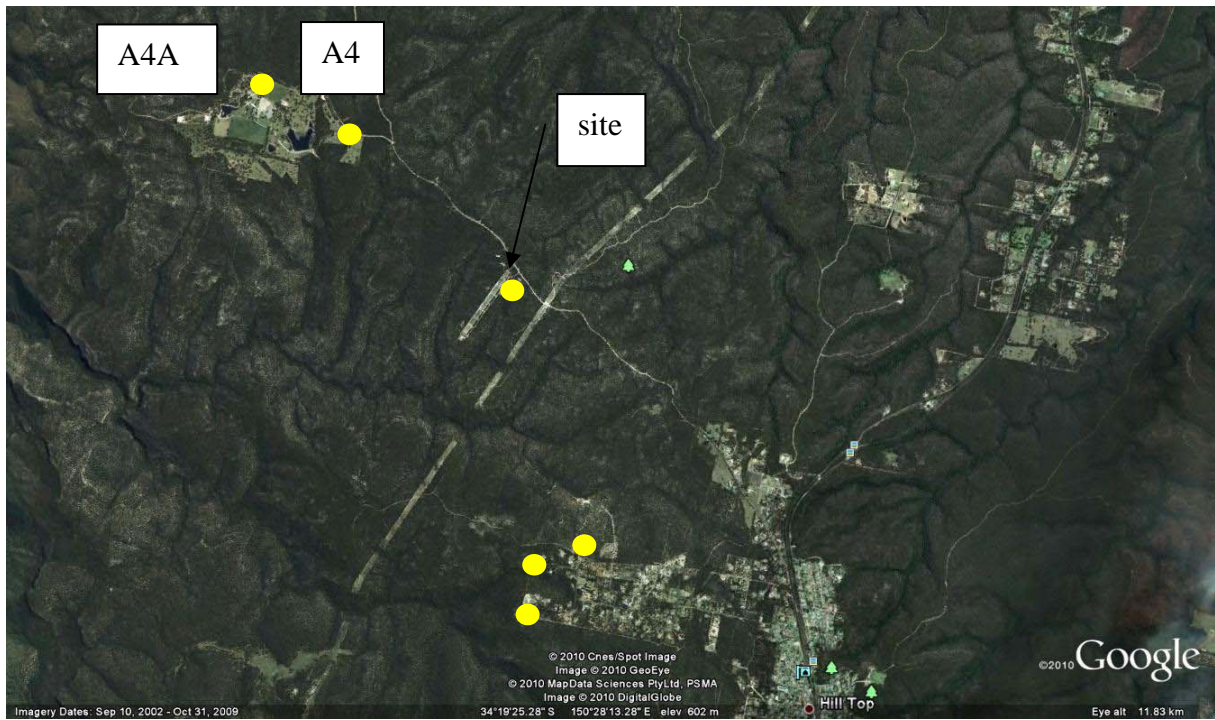 A4A
A4
site
© 2010 Cnes/Spot Image
Image © 2010 GeoEye
© 2010 MapData Sciences PtyLtd, PSMA
Image © 2010 DigitalGlobe
©2010 Google
Hill Top
Imagery Dates: Sep 10, 2002 - Oct 31, 2009
34°19'25.28" S 150°28'13.28" E elev 602 m
Eye alt 11.83 km